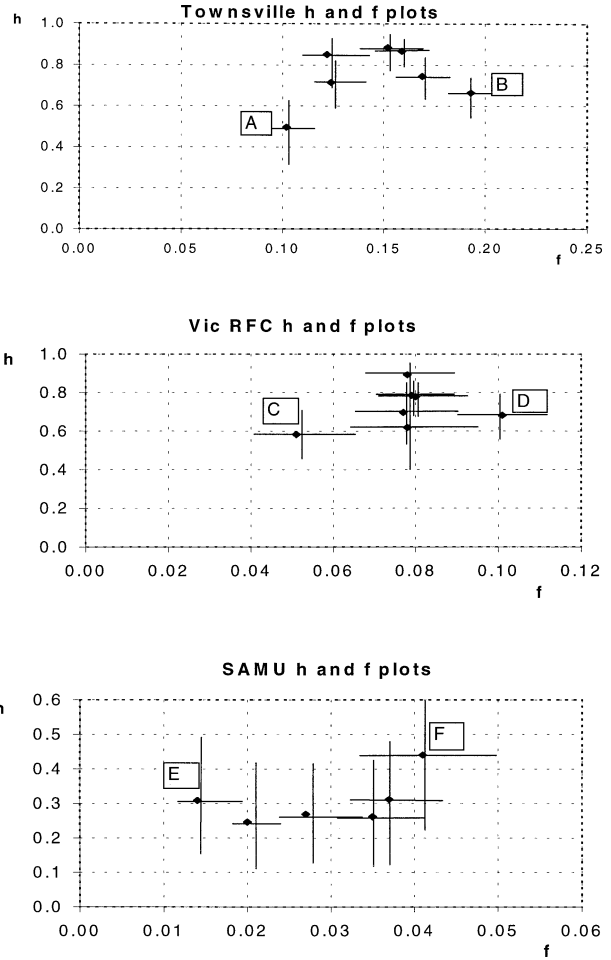 Townsville h and f plots
h
1.0
0.8
0.6
0.4
0.2
0.0
A
B
0.00 0.05 0.10 0.15 0.20 0.25
f
Vic RFC h and f plots
h
1.0
0.8
0.6
0.4
0.2
0.0
C
D
0.00 0.02 0.04 0.06 0.08 0.10 0.12
f
SAMU h and f plots
h
0.6
0.5
0.4
0.3
0.2
0.1
0.0
E
F
0.00 0.01 0.02 0.03 0.04 0.05 0.06
f